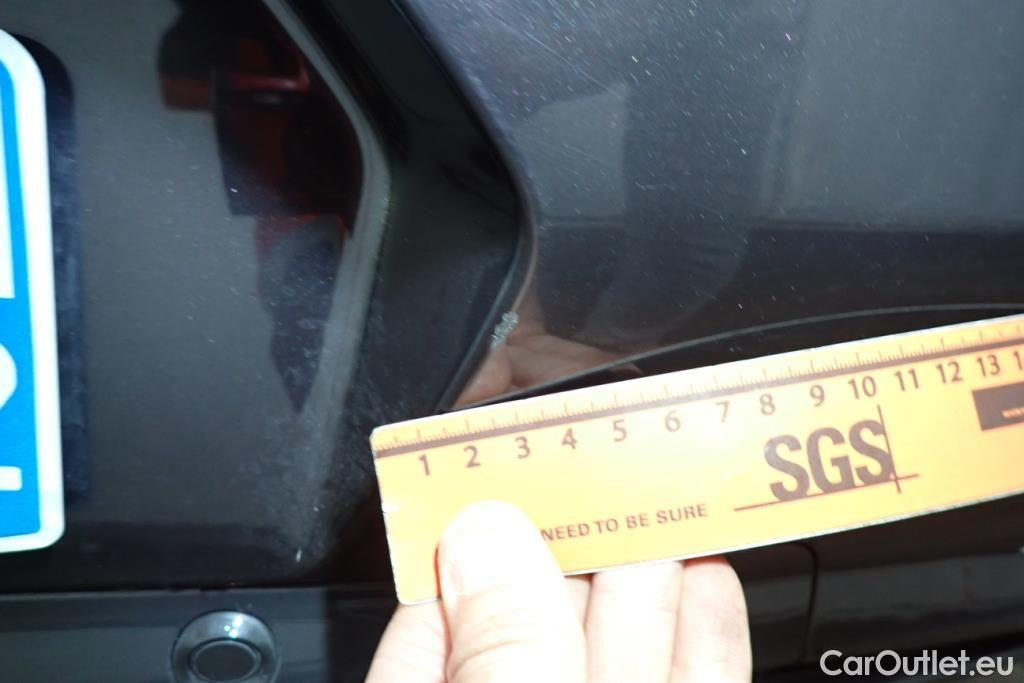 1 2 3 4 5 6 7 8 9 10 11 12 13
SGS
NEED TO BE SURE
CarOutlet.eu